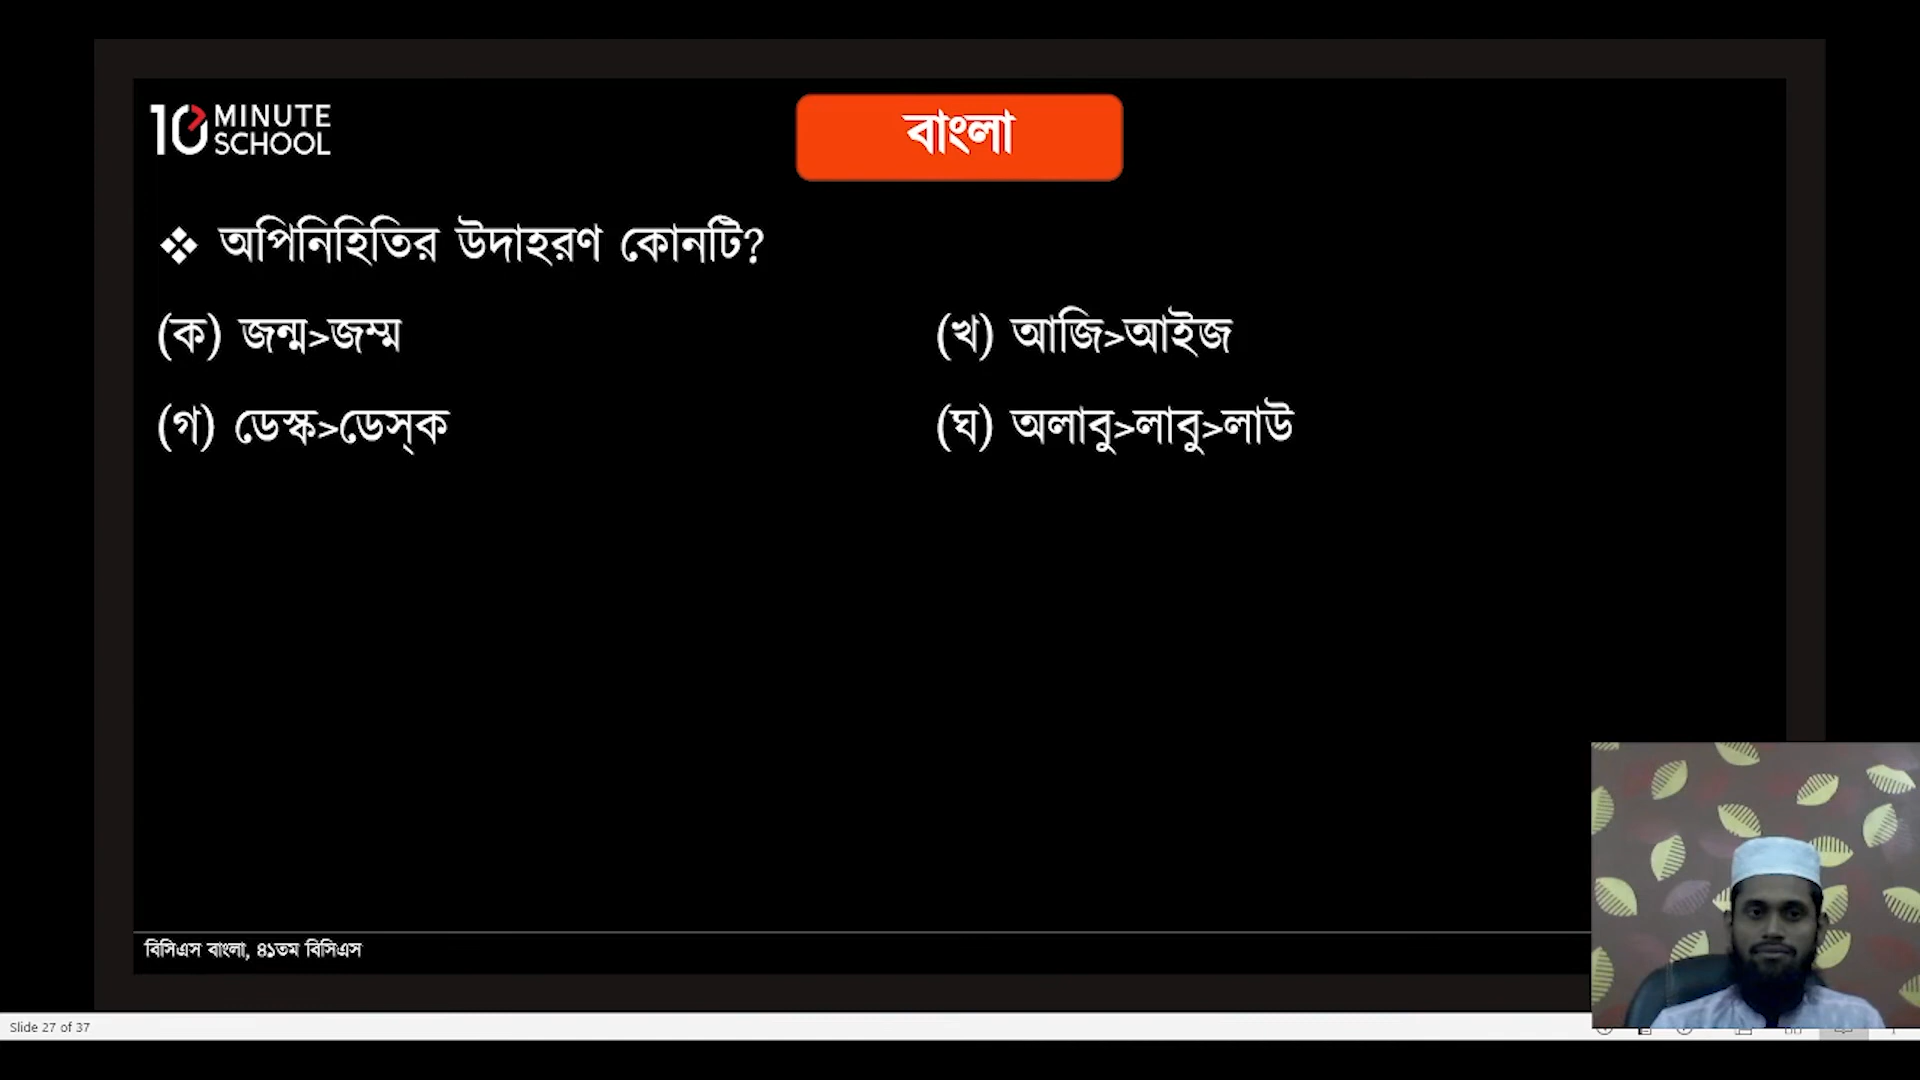 10 MINUTE SCHOOL
বাংলা
❖ অপিনিহিতির উদাহরণ কোনটি?
(ক) জন্ম>জম্ম
(খ) আজি>আইজ
(গ) ডেস্ক>ডেস্‌ক
(ঘ) অলাবু>লাবু>লাউ
বিসিএস বাংলা, ৪১তম বিসিএস
Slide 27 of 37